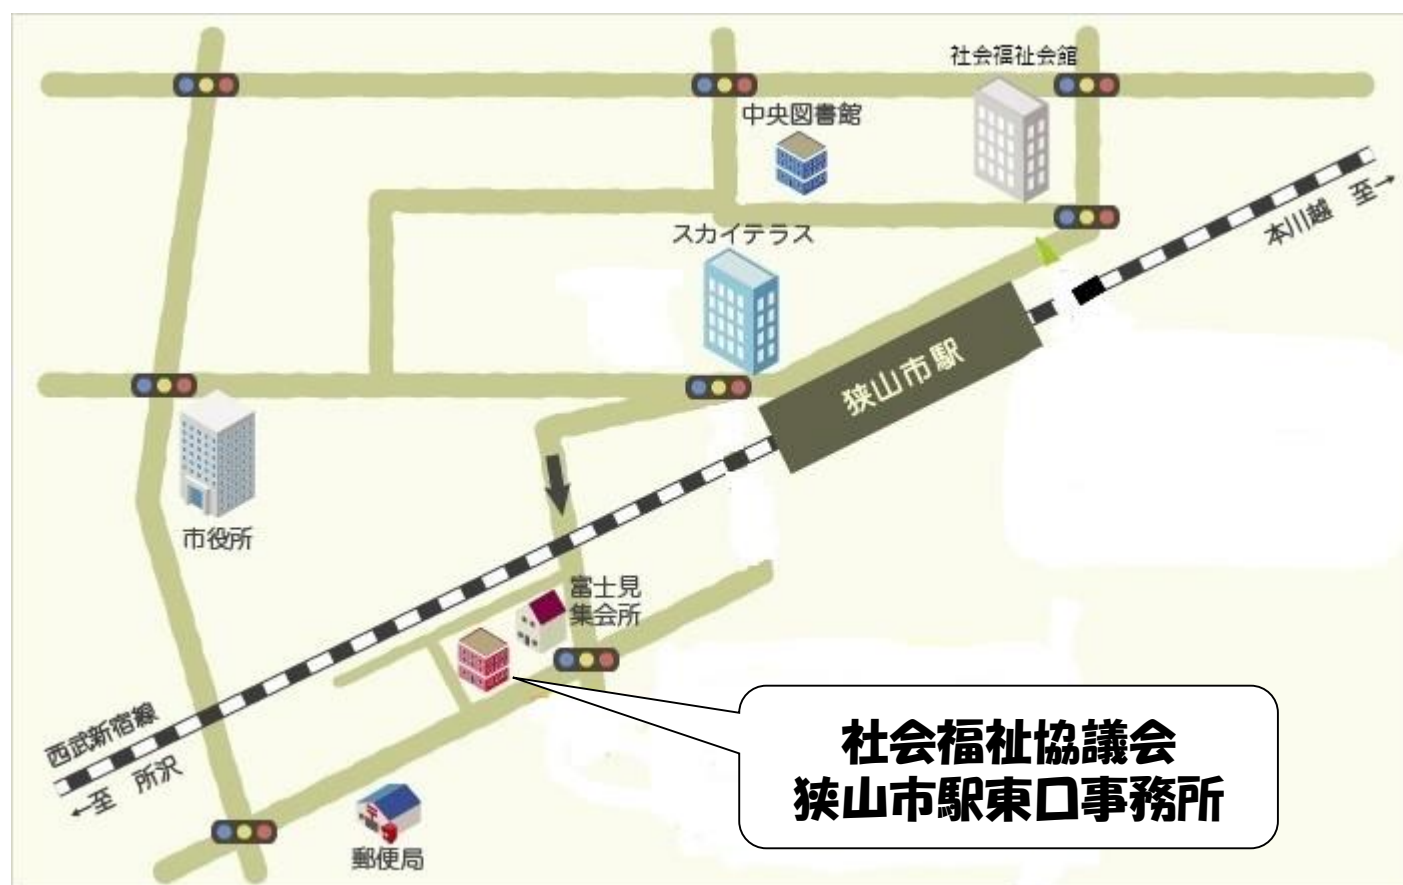 社会福祉会館
中央図書館
スカイテラス
本川越 至→
狭山市駅
市役所
富士見
集会所
西武新宿線
←至 所沢
社会福祉協議会
狭山市駅東口事務所
郵便局